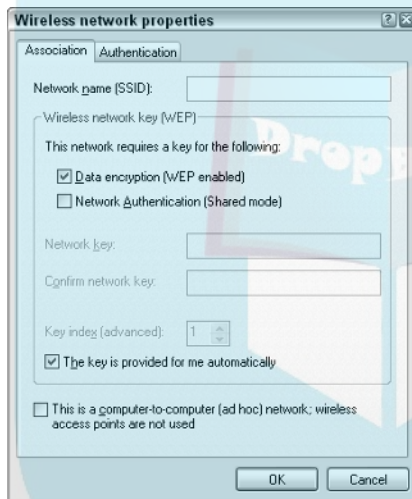 Wireless network properties
Association
Authentication
Network name (SSID):
Wireless network key (WEP)
This network requires a key for the following:
Data encryption (WEP enabled)
Network Authentication (Shared mode)
Network key:
Confirm network key:
Key index (advanced): 1
The key is provided for me automatically
This is a computer-to-computer (ad hoc) network; wireless
access points are not used
OK
Cancel